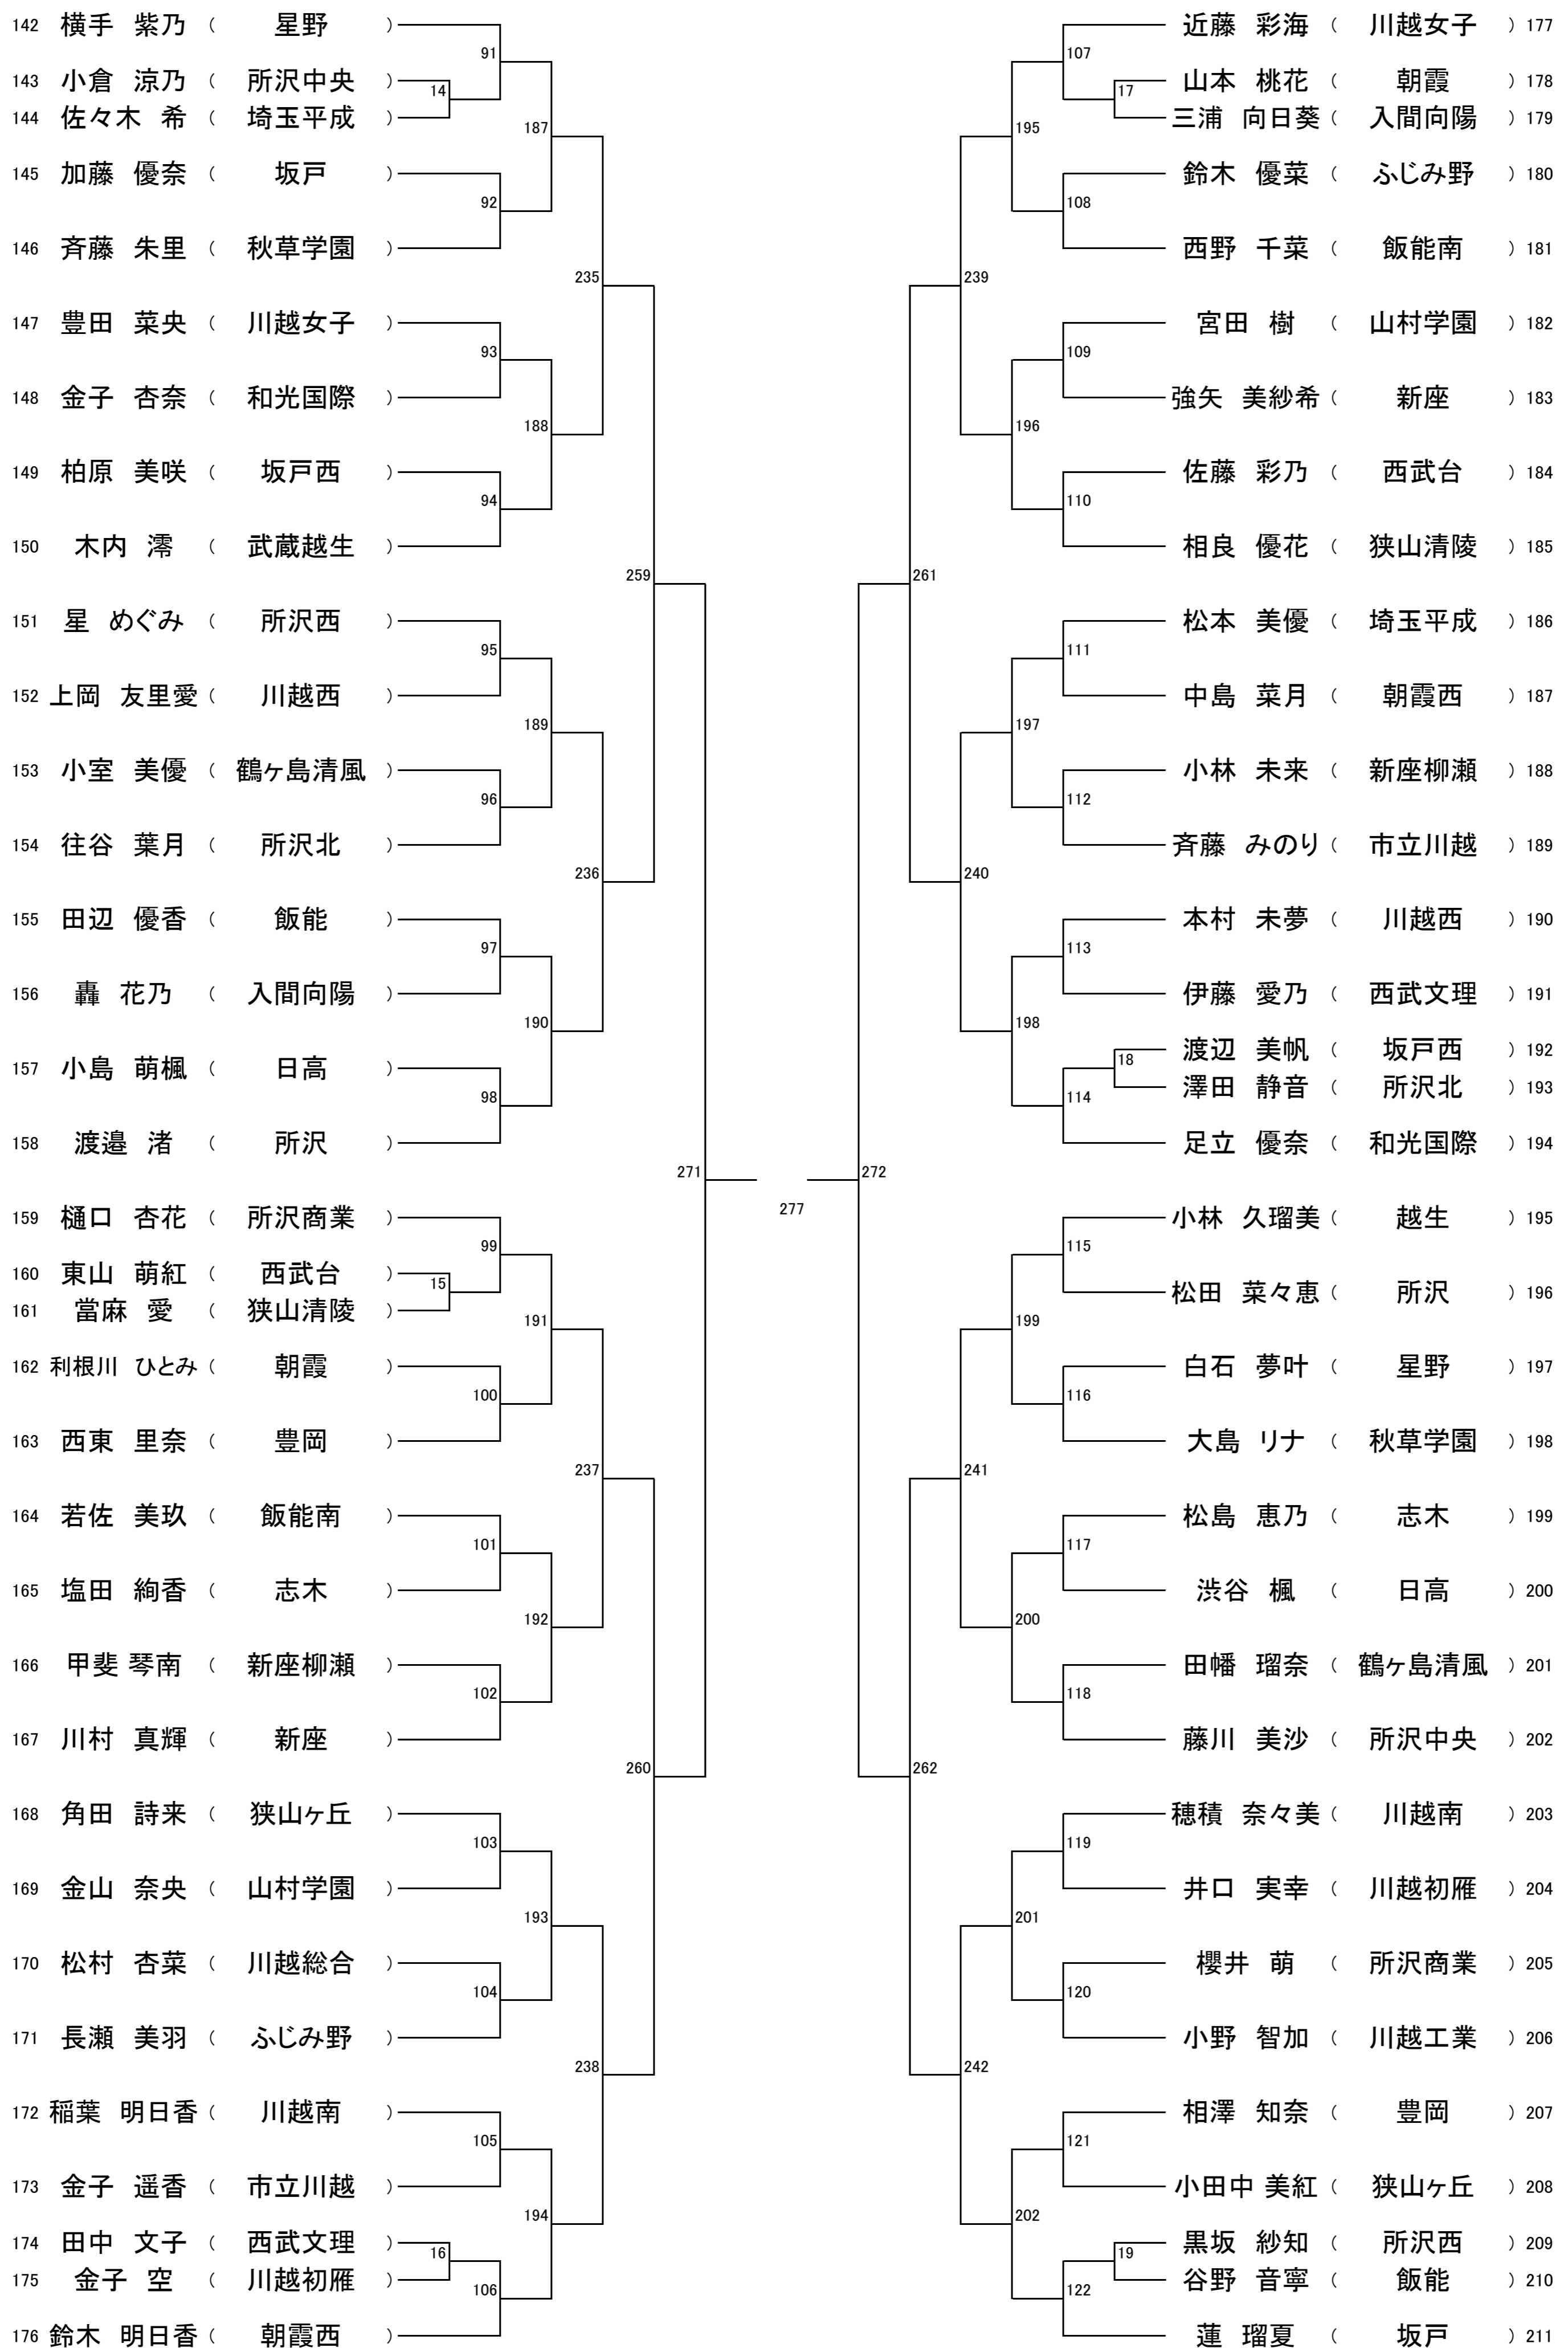 142 横手 紫乃 ( 星野 )
143 小倉 涼乃 ( 所沢中央 )
144 佐々木 希 ( 埼玉平成 )
145 加藤 優奈 ( 坂戸 )
146 斉藤 朱里 ( 秋草学園 )
147 豊田 菜央 ( 川越女子 )
148 金子 杏奈 ( 和光国際 )
149 柏原 美咲 ( 坂戸西 )
150 木内 澪 ( 武蔵越生 )
151 星 めぐみ ( 所沢西 )
152 上岡 友里愛 ( 川越西 )
153 小室 美優 ( 鶴ヶ島清風 )
154 往谷 葉月 ( 所沢北 )
155 田辺 優香 ( 飯能 )
156 轟 花乃 ( 入間向陽 )
157 小島 萌楓 ( 日高 )
158 渡邉 渚 ( 所沢 )
159 樋口 杏花 ( 所沢商業 )
160 東山 萌紅 ( 西武台 )
161 當麻 愛 ( 狭山清陵 )
162 利根川 ひとみ ( 朝霞 )
163 西東 里奈 ( 豊岡 )
164 若佐 美玖 ( 飯能南 )
165 塩田 絢香 ( 志木 )
166 甲斐 琴南 ( 新座柳瀬 )
167 川村 真輝 ( 新座 )
168 角田 詩来 ( 狭山ヶ丘 )
169 金山 奈央 ( 山村学園 )
170 松村 杏菜 ( 川越総合 )
171 長瀬 美羽 ( ふじみ野 )
172 稲葉 明日香 ( 川越南 )
173 金子 遥香 ( 市立川越 )
174 田中 文子 ( 西武文理 )
175 金子 空 ( 川越初雁 )
176 鈴木 明日香 ( 朝霞西 )
14
15
16
91
92
93
94
95
96
97
98
99
100
101
102
103
104
105
106
187
188
189
190
191
192
193
194
235
236
237
238
259
260
271
277
272
261
262
239
240
241
242
195
196
197
198
199
200
201
202
107
108
109
110
111
112
113
114
115
116
117
118
119
120
121
122
17
18
19
近藤 彩海 ( 川越女子 ) 177
山本 桃花 ( 朝霞 ) 178
三浦 向日葵 ( 入間向陽 ) 179
鈴木 優菜 ( ふじみ野 ) 180
西野 千菜 ( 飯能南 ) 181
宮田 樹 ( 山村学園 ) 182
強矢 美紗希 ( 新座 ) 183
佐藤 彩乃 ( 西武台 ) 184
相良 優花 ( 狭山清陵 ) 185
松本 美優 ( 埼玉平成 ) 186
中島 菜月 ( 朝霞西 ) 187
小林 未来 ( 新座柳瀬 ) 188
斉藤 みのり ( 市立川越 ) 189
本村 未夢 ( 川越西 ) 190
伊藤 愛乃 ( 西武文理 ) 191
渡辺 美帆 ( 坂戸西 ) 192
澤田 静音 ( 所沢北 ) 193
足立 優奈 ( 和光国際 ) 194
小林 久瑠美 ( 越生 ) 195
松田 菜々恵 ( 所沢 ) 196
白石 夢叶 ( 星野 ) 197
大島 リナ ( 秋草学園 ) 198
松島 恵乃 ( 志木 ) 199
渋谷 楓 ( 日高 ) 200
田幡 瑠奈 ( 鶴ヶ島清風 ) 201
藤川 美沙 ( 所沢中央 ) 202
穂積 奈々美 ( 川越南 ) 203
井口 実幸 ( 川越初雁 ) 204
櫻井 萌 ( 所沢商業 ) 205
小野 智加 ( 川越工業 ) 206
相澤 知奈 ( 豊岡 ) 207
小田中 美紅 ( 狭山ヶ丘 ) 208
黒坂 紗知 ( 所沢西 ) 209
谷野 音寧 ( 飯能 ) 210
蓮 瑠夏 ( 坂戸 ) 211